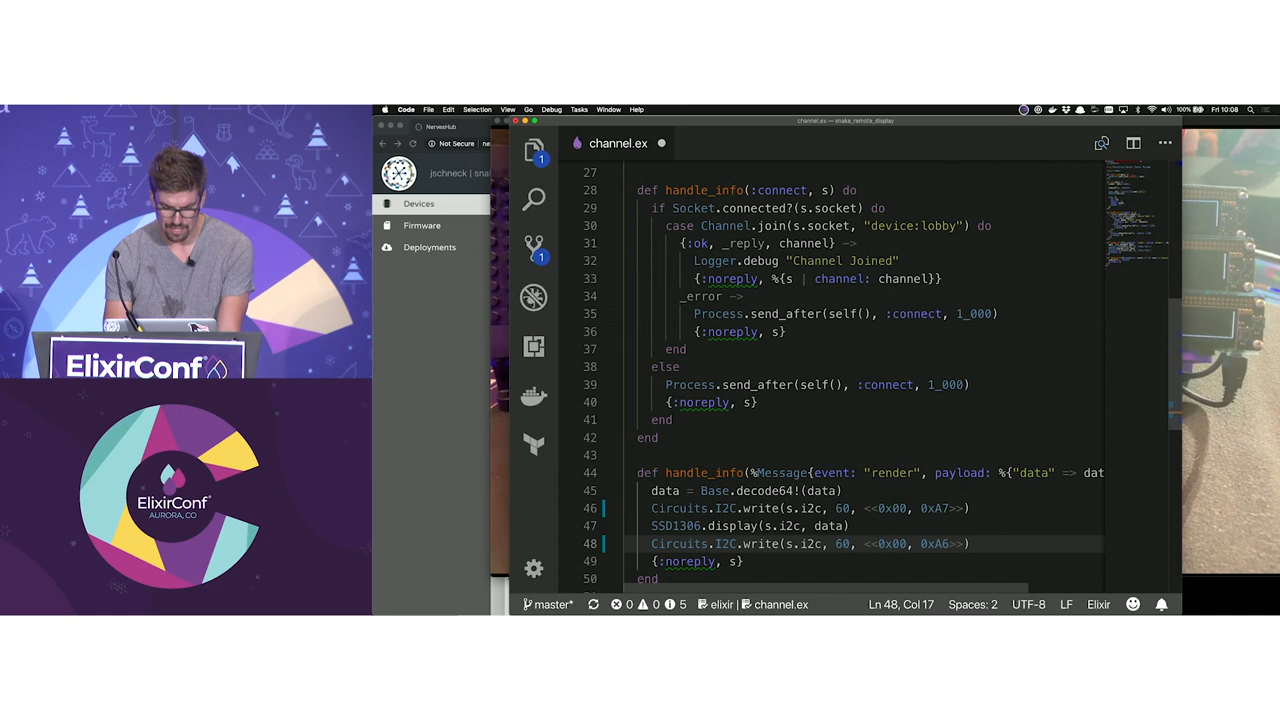 a
ElixirConf
ElixirConf
AURORA, CO
Code File Edit Selection View Go Debug Tasks Window Help
100% Fri 10:08
NervesHub
Not Secure ne
jschneck | sna
Devices
Firmware
Deployments
channel.ex — snake_remote_display
channel.ex
1
1
27
28 def handle_info(:connect, s) do
29 if Socket.connected?(s.socket) do
30 case Channel.join(s.socket, "device:lobby") do
31 {:ok, _reply, channel} ->
32 Logger.debug "Channel Joined"
33 {:noreply, %{s | channel: channel}}
34 _error ->
35 Process.send_after(self(), :connect, 1_000)
36 {:noreply, s}
37 end
38 else
39 Process.send_after(self(), :connect, 1_000)
40 {:noreply, s}
41 end
42 end
43
44 def handle_info(%Message{event: "render", payload: %{"data" => dat
45 data = Base.decode64!(data)
46 Circuits.I2C.write(s.i2c, 60, <<0x00, 0xA7>>)
47 SSD1306.display(s.i2c, data)
48 Circuits.I2C.write(s.i2c, 60, <<0x00, 0xA6>>)
49 {:noreply, s}
50 end
master* 0 0 5 elixir | channel.ex Ln 48, Col 17 Spaces: 2 UTF-8 LF Elixir